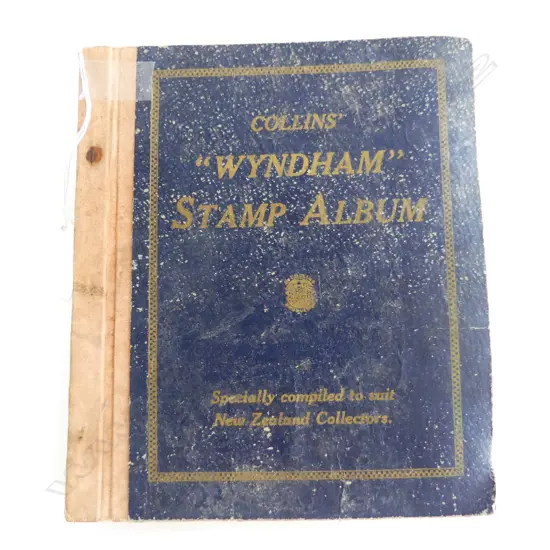 COLLINS'
"WYNDHAM"
STAMP ALBUM
Specially compiled to suit
New Zealand Collectors.